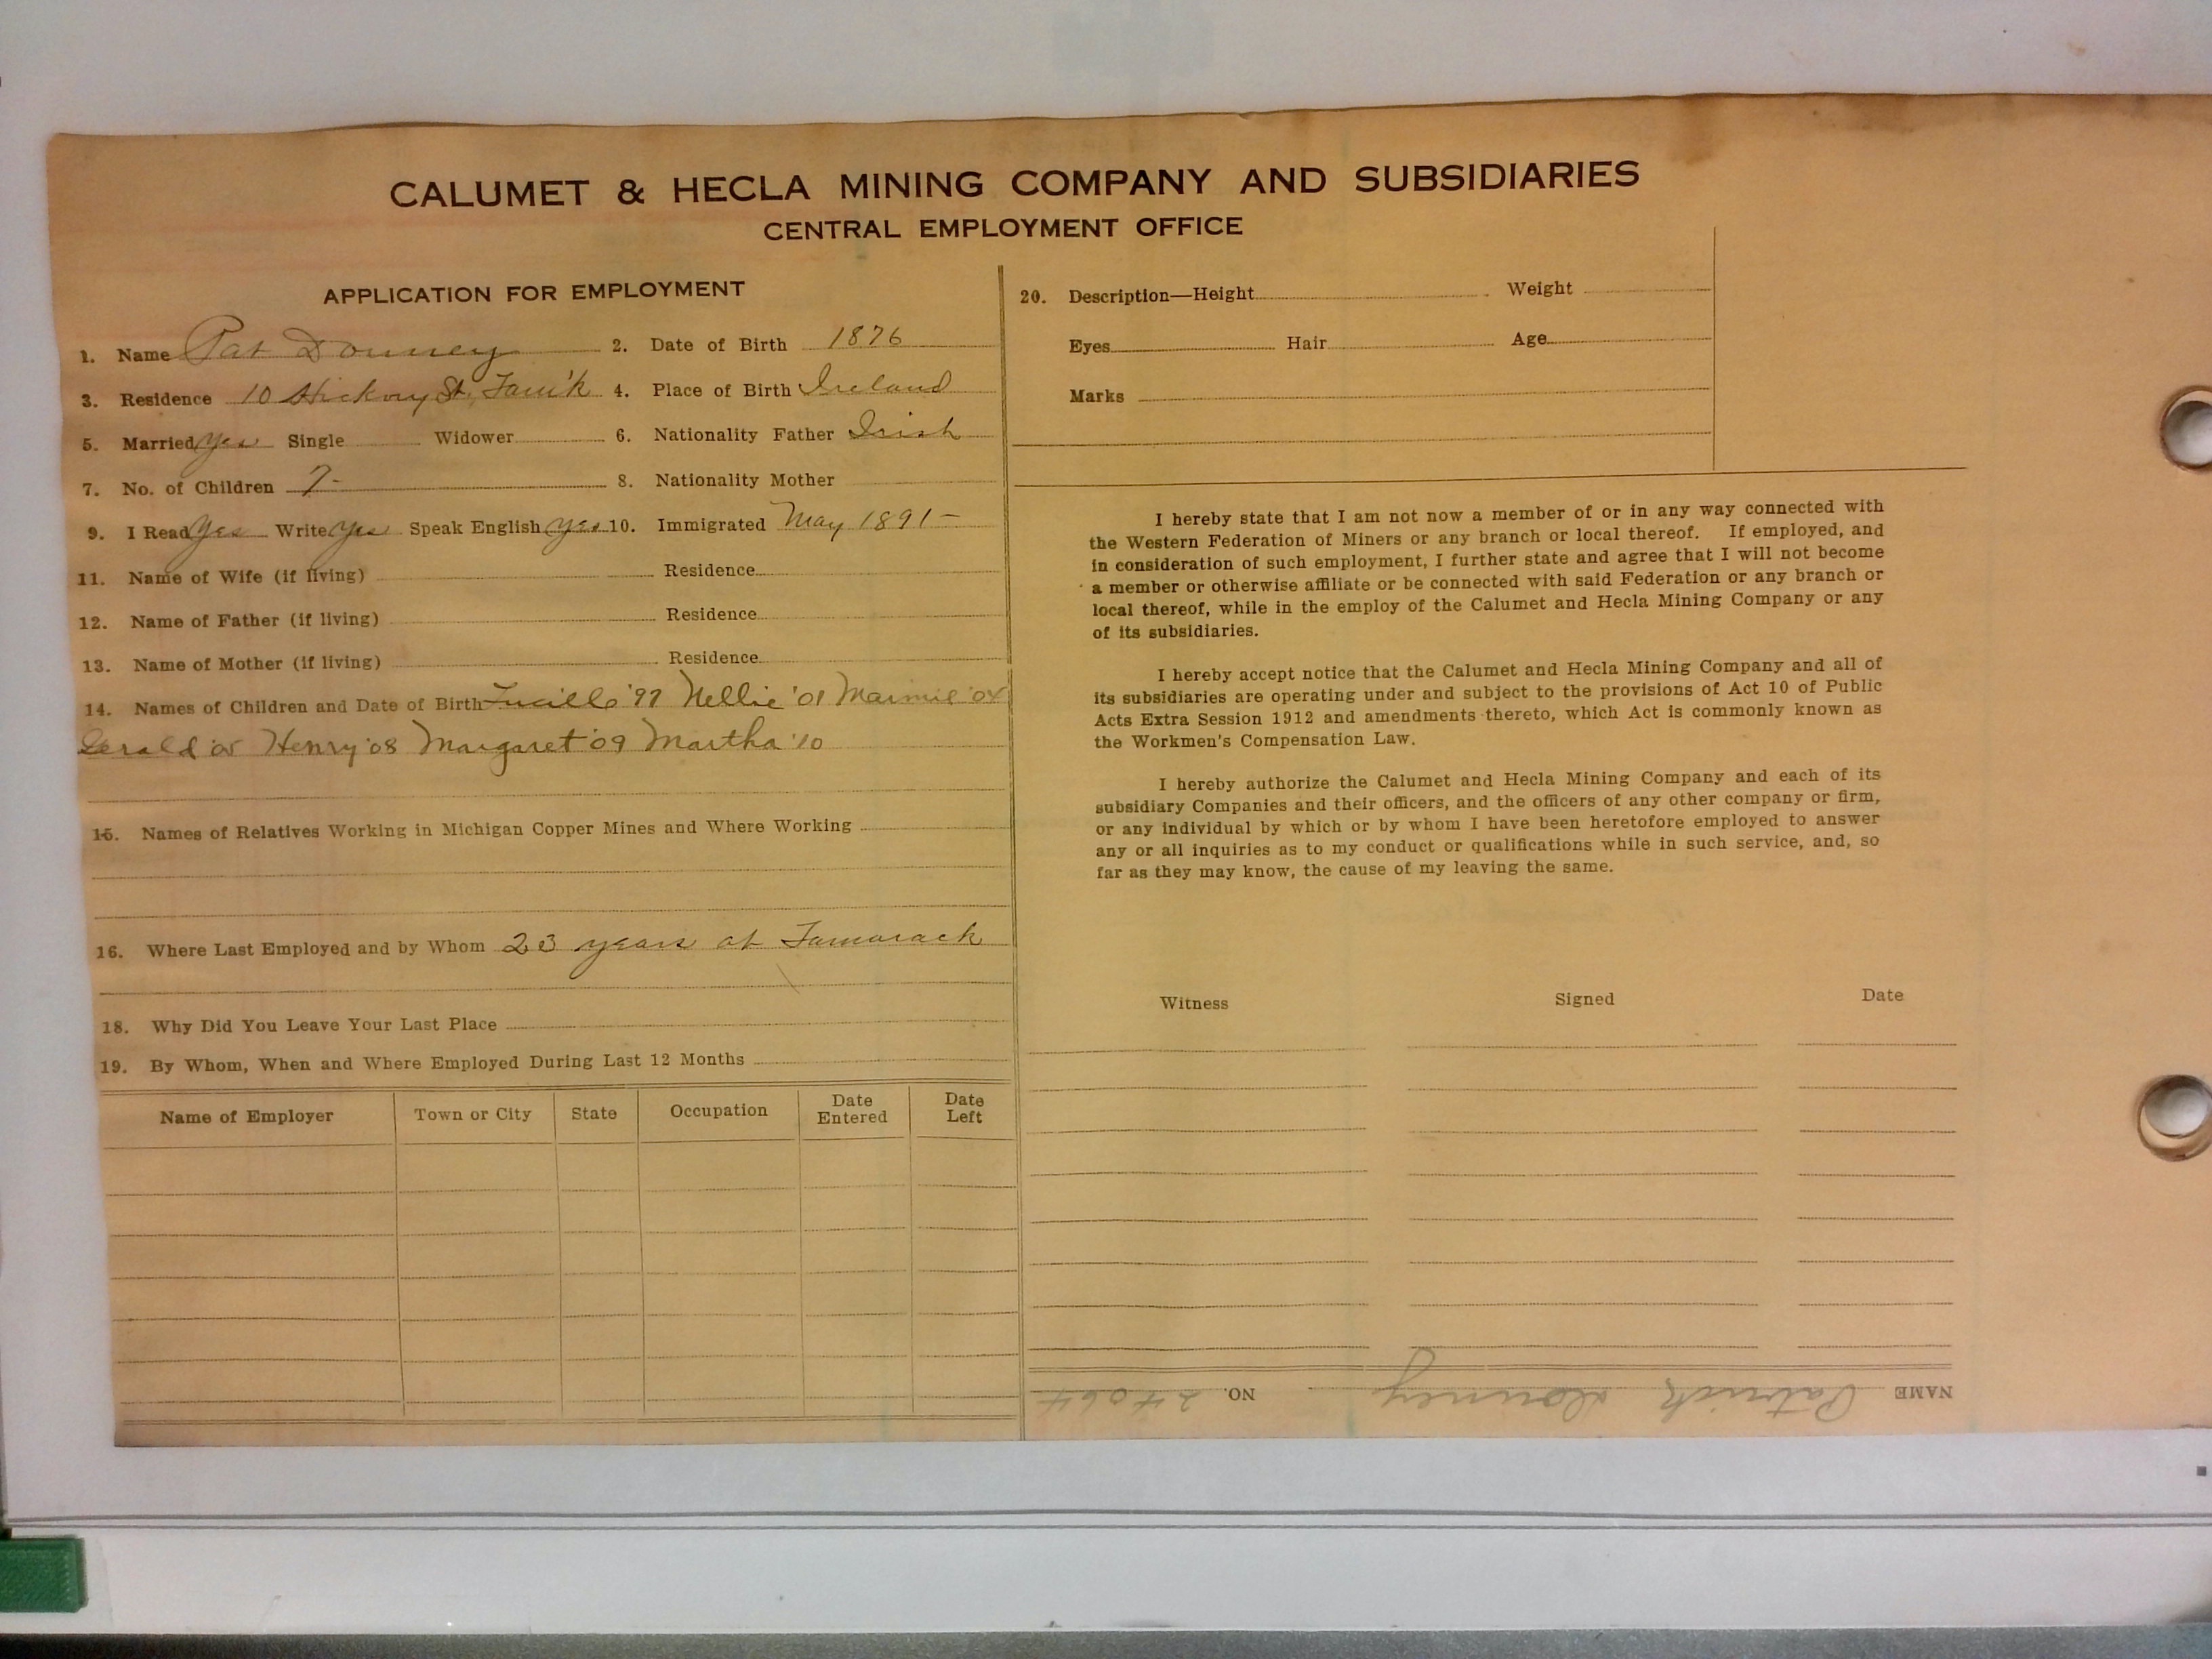 CALUMET & HECLA MINING COMPANY AND SUBSIDIARIES
CENTRAL EMPLOYMENT OFFICE
APPLICATION FOR EMPLOYMENT
1. Name Pat Downey 2. Date of Birth 1876
3. Residence 10 Hickory St. Tam'k 4. Place of Birth Ireland
5. Married yes Single Widower 6. Nationality Father Irish
7. No. of Children 7- 8. Nationality Mother
9. I Read yes Write yes Speak English yes 10. Immigrated May 1891-
11. Name of Wife (if living) Residence
12. Name of Father (if living) Residence
13. Name of Mother (if living) Residence
14. Names of Children and Date of Birth Lucille '97 Nellie '01 Maimie '04
Gerald '05 Henry '08 Margaret '09 Martha '10
15. Names of Relatives Working in Michigan Copper Mines and Where Working
16. Where Last Employed and by Whom 23 years at Tamarack
18. Why Did You Leave Your Last Place
19. By Whom, When and Where Employed During Last 12 Months
Name of Employer Town or City State Occupation Date Entered Date Left
20. Description—Height Weight
Eyes Hair Age
Marks
I hereby state that I am not now a member of or in any way connected with
the Western Federation of Miners or any branch or local thereof. If employed, and
in consideration of such employment, I further state and agree that I will not become
a member or otherwise affiliate or be connected with said Federation or any branch or
local thereof, while in the employ of the Calumet and Hecla Mining Company or any
of its subsidiaries.
I hereby accept notice that the Calumet and Hecla Mining Company and all of
its subsidiaries are operating under and subject to the provisions of Act 10 of Public
Acts Extra Session 1912 and amendments thereto, which Act is commonly known as
the Workmen's Compensation Law.
I hereby authorize the Calumet and Hecla Mining Company and each of its
subsidiary Companies and their officers, and the officers of any other company or firm,
or any individual by which or by whom I have been heretofore employed to answer
any or all inquiries as to my conduct or qualifications while in such service, and, so
far as they may know, the cause of my leaving the same.
Witness Signed Date
NAME Patrick Downey NO. 24064